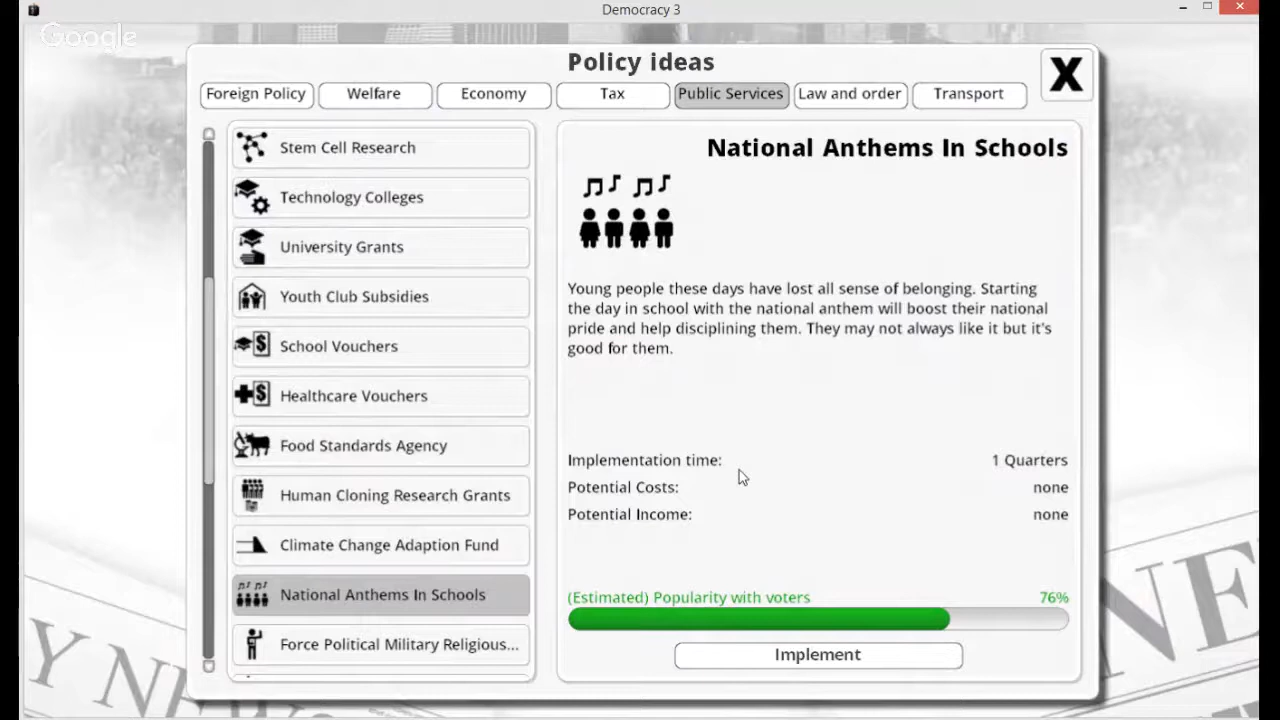 Democracy 3
Google
Policy ideas
X
Foreign Policy
Welfare
Economy
Tax
Public Services
Law and order
Transport
Stem Cell Research
Technology Colleges
University Grants
Youth Club Subsidies
School Vouchers
Healthcare Vouchers
Food Standards Agency
Human Cloning Research Grants
Climate Change Adaption Fund
National Anthems In Schools
Force Political Military Religious...
National Anthems In Schools
Young people these days have lost all sense of belonging. Starting
the day in school with the national anthem will boost their national
pride and help disciplining them. They may not always like it but it's
good for them.
Implementation time: 1 Quarters
Potential Costs: none
Potential Income: none
(Estimated) Popularity with voters 76%
Implement
Y NEW
NE